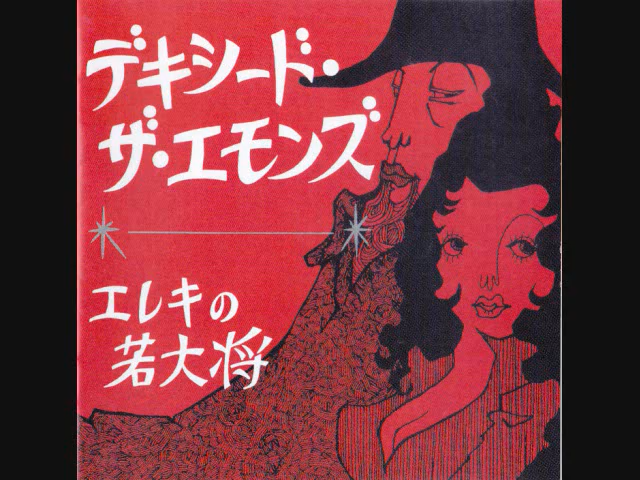 デキシード・
ザ・エモンズ
エレキの
若大将